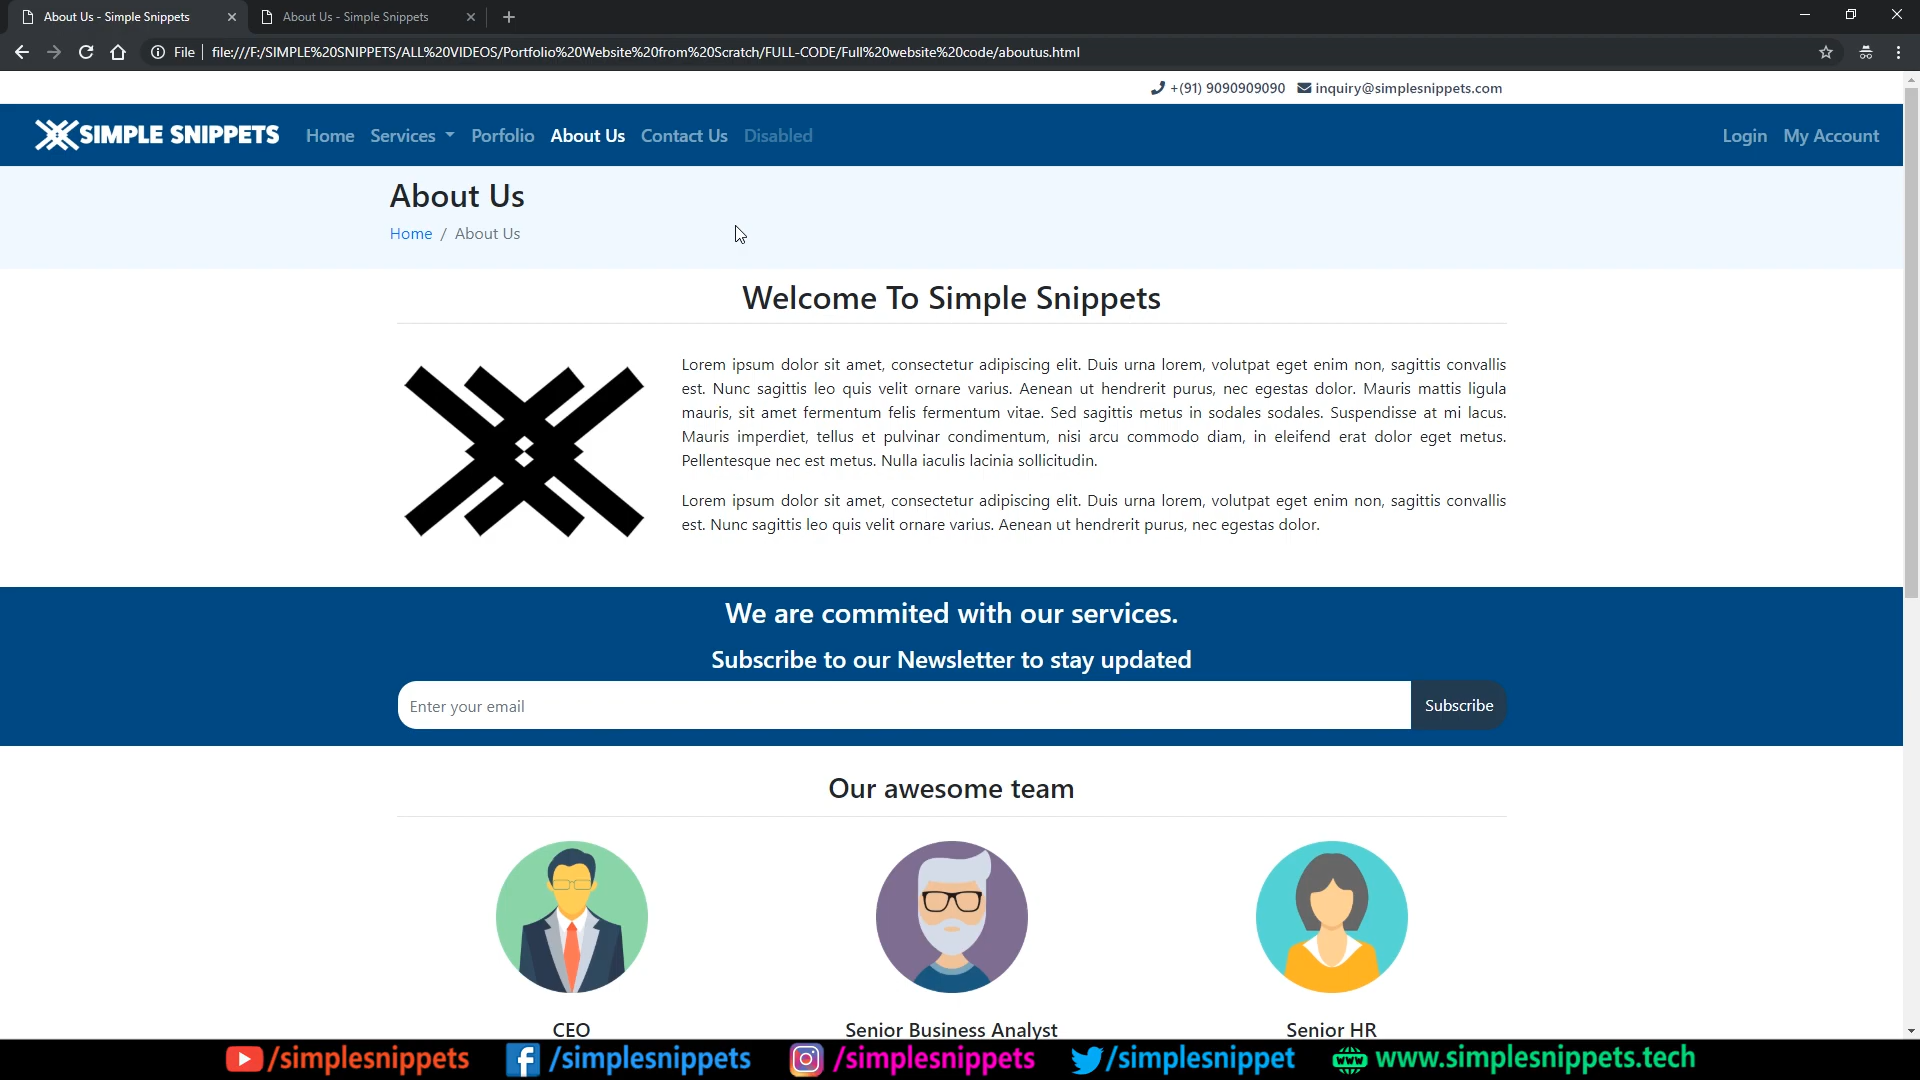 About Us - Simple Snippets
About Us - Simple Snippets
File
file:///F:/SIMPLE%20SNIPPETS/ALL%20VIDEOS/Portfolio%20Website%20from%20Scratch/FULL-CODE/Full%20website%20code/aboutus.html
+(91) 9090909090 inquiry@simplesnippets.com
SIMPLE SNIPPETS Home Services Porfolio About Us Contact Us Disabled Login My Account
About Us
Home / About Us
Welcome To Simple Snippets
Lorem ipsum dolor sit amet, consectetur adipiscing elit. Duis urna lorem, volutpat eget enim non, sagittis convallis
est. Nunc sagittis leo quis velit ornare varius. Aenean ut hendrerit purus, nec egestas dolor. Mauris mattis ligula
mauris, sit amet fermentum felis fermentum vitae. Sed sagittis metus in sodales sodales. Suspendisse at mi lacus.
Mauris imperdiet, tellus et pulvinar condimentum, nisi arcu commodo diam, in eleifend erat dolor eget metus.
Pellentesque nec est metus. Nulla iaculis lacinia sollicitudin.
Lorem ipsum dolor sit amet, consectetur adipiscing elit. Duis urna lorem, volutpat eget enim non, sagittis convallis
est. Nunc sagittis leo quis velit ornare varius. Aenean ut hendrerit purus, nec egestas dolor.
We are commited with our services.
Subscribe to our Newsletter to stay updated
Enter your email Subscribe
Our awesome team
CEO Senior Business Analyst Senior HR
/simplesnippets /simplesnippets /simplesnippets /simplesnippet www.simplesnippets.tech